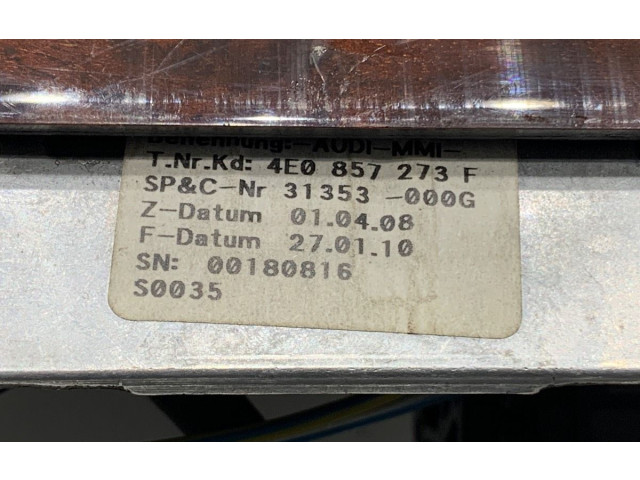 Benennung:-AUDI-MMI-
T.Nr.Kd: 4E0 857 273 F
SP&C-Nr 31353 -000G
Z-Datum 01.04.08
F-Datum 27.01.10
SN: 00180816
S0035